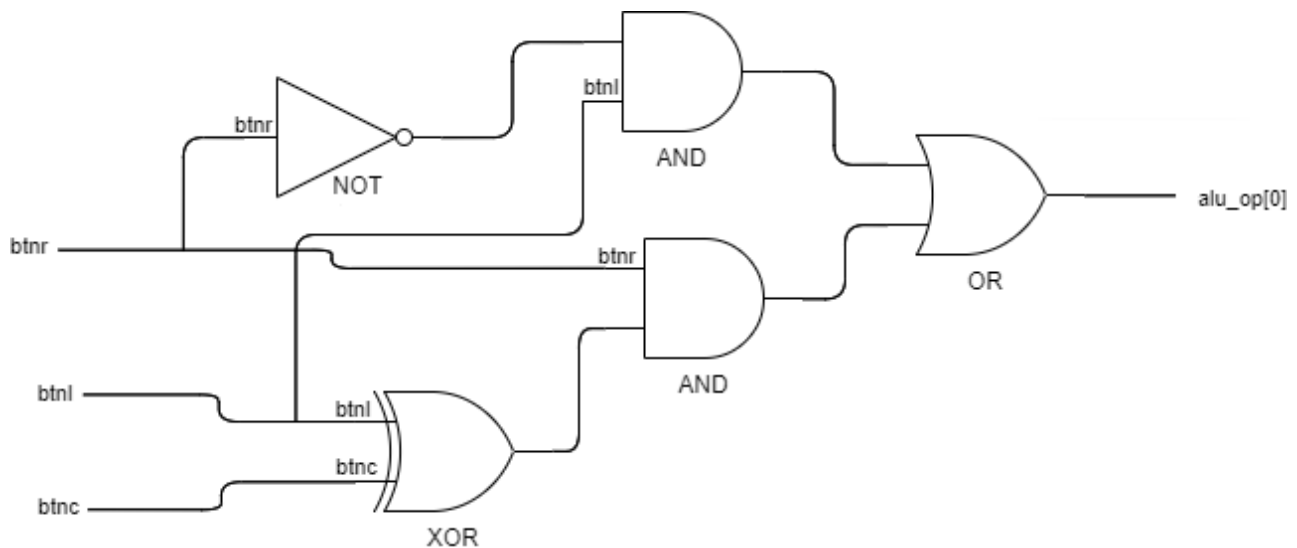 btnl
AND
btnr
NOT
alu_op[0]
btnr
btnr
OR
AND
btnl
btnl
btnc
btnc
XOR